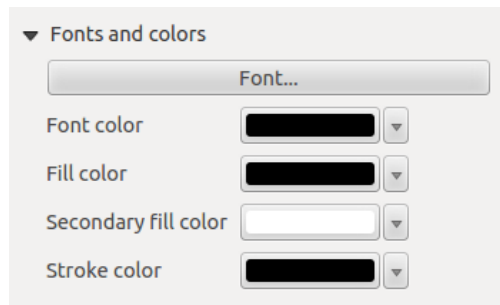 Fonts and colors
Font...
Font color
Fill color
Secondary fill color
Stroke color